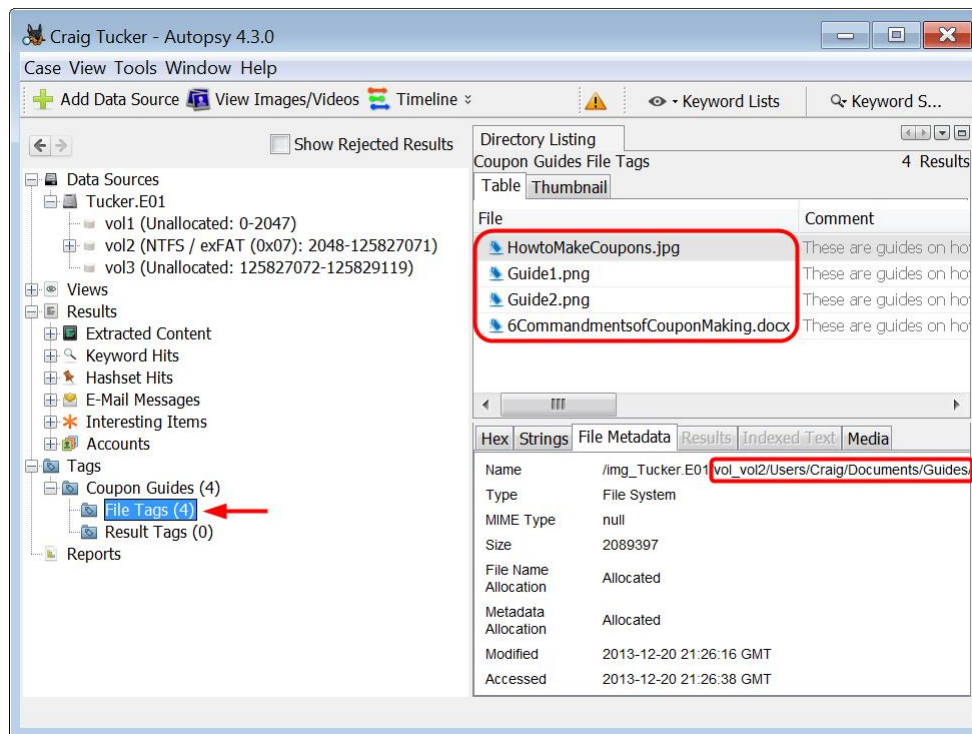 Craig Tucker - Autopsy 4.3.0
Case View Tools Window Help
Add Data Source View Images/Videos Timeline Keyword Lists Keyword S...
Show Rejected Results
Data Sources
Tucker.E01
vol1 (Unallocated: 0-2047)
vol2 (NTFS / exFAT (0x07): 2048-125827071)
vol3 (Unallocated: 125827072-125829119)
Views
Results
Extracted Content
Keyword Hits
Hashset Hits
E-Mail Messages
Interesting Items
Accounts
Tags
Coupon Guides (4)
File Tags (4)
Result Tags (0)
Reports
Directory Listing
Coupon Guides File Tags 4 Results
Table Thumbnail
File Comment
HowtoMakeCoupons.jpg These are guides on ho
Guide1.png These are guides on ho
Guide2.png These are guides on ho
6CommandmentsofCouponMaking.docx These are guides on ho
Hex Strings File Metadata Results Indexed Text Media
Name /img_Tucker.E01/vol_vol2/Users/Craig/Documents/Guides/
Type File System
MIME Type null
Size 2089397
File Name Allocation Allocated
Metadata Allocation Allocated
Modified 2013-12-20 21:26:16 GMT
Accessed 2013-12-20 21:26:38 GMT